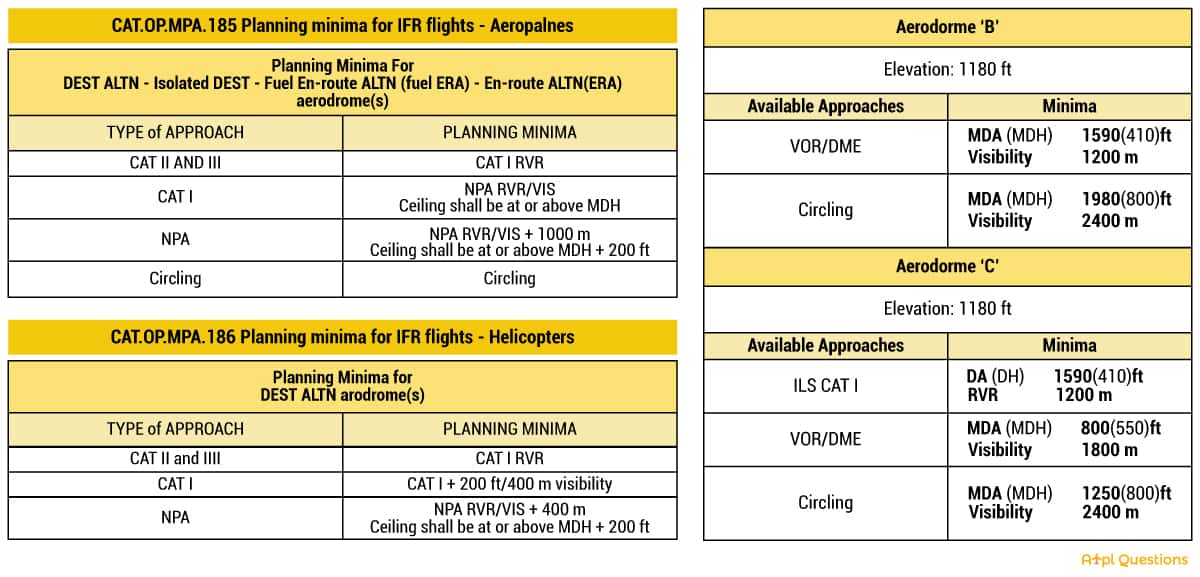 CAT.OP.MPA.185 Planning minima for IFR flights - Aeropalnes
Planning Minima For
DEST ALTN - Isolated DEST - Fuel En-route ALTN (fuel ERA) - En-route ALTN(ERA)
aerodrome(s)
TYPE of APPROACH PLANNING MINIMA
CAT II AND III CAT I RVR
CAT I NPA RVR/VIS
Ceiling shall be at or above MDH
NPA NPA RVR/VIS + 1000 m
Ceiling shall be at or above MDH + 200 ft
Circling Circling
CAT.OP.MPA.186 Planning minima for IFR flights - Helicopters
Planning Minima for
DEST ALTN arodrome(s)
TYPE of APPROACH PLANNING MINIMA
CAT II and IIII CAT I RVR
CAT I CAT I + 200 ft/400 m visibility
NPA NPA RVR/VIS + 400 m
Ceiling shall be at or above MDH + 200 ft
Aerodorme ‘B’
Elevation: 1180 ft
Available Approaches Minima
VOR/DME MDA (MDH) 1590(410)ft
Visibility 1200 m
Circling MDA (MDH) 1980(800)ft
Visibility 2400 m
Aerodorme ‘C’
Elevation: 1180 ft
Available Approaches Minima
ILS CAT I DA (DH) 1590(410)ft
RVR 1200 m
VOR/DME MDA (MDH) 800(550)ft
Visibility 1800 m
Circling MDA (MDH) 1250(800)ft
Visibility 2400 m
Atpl Questions